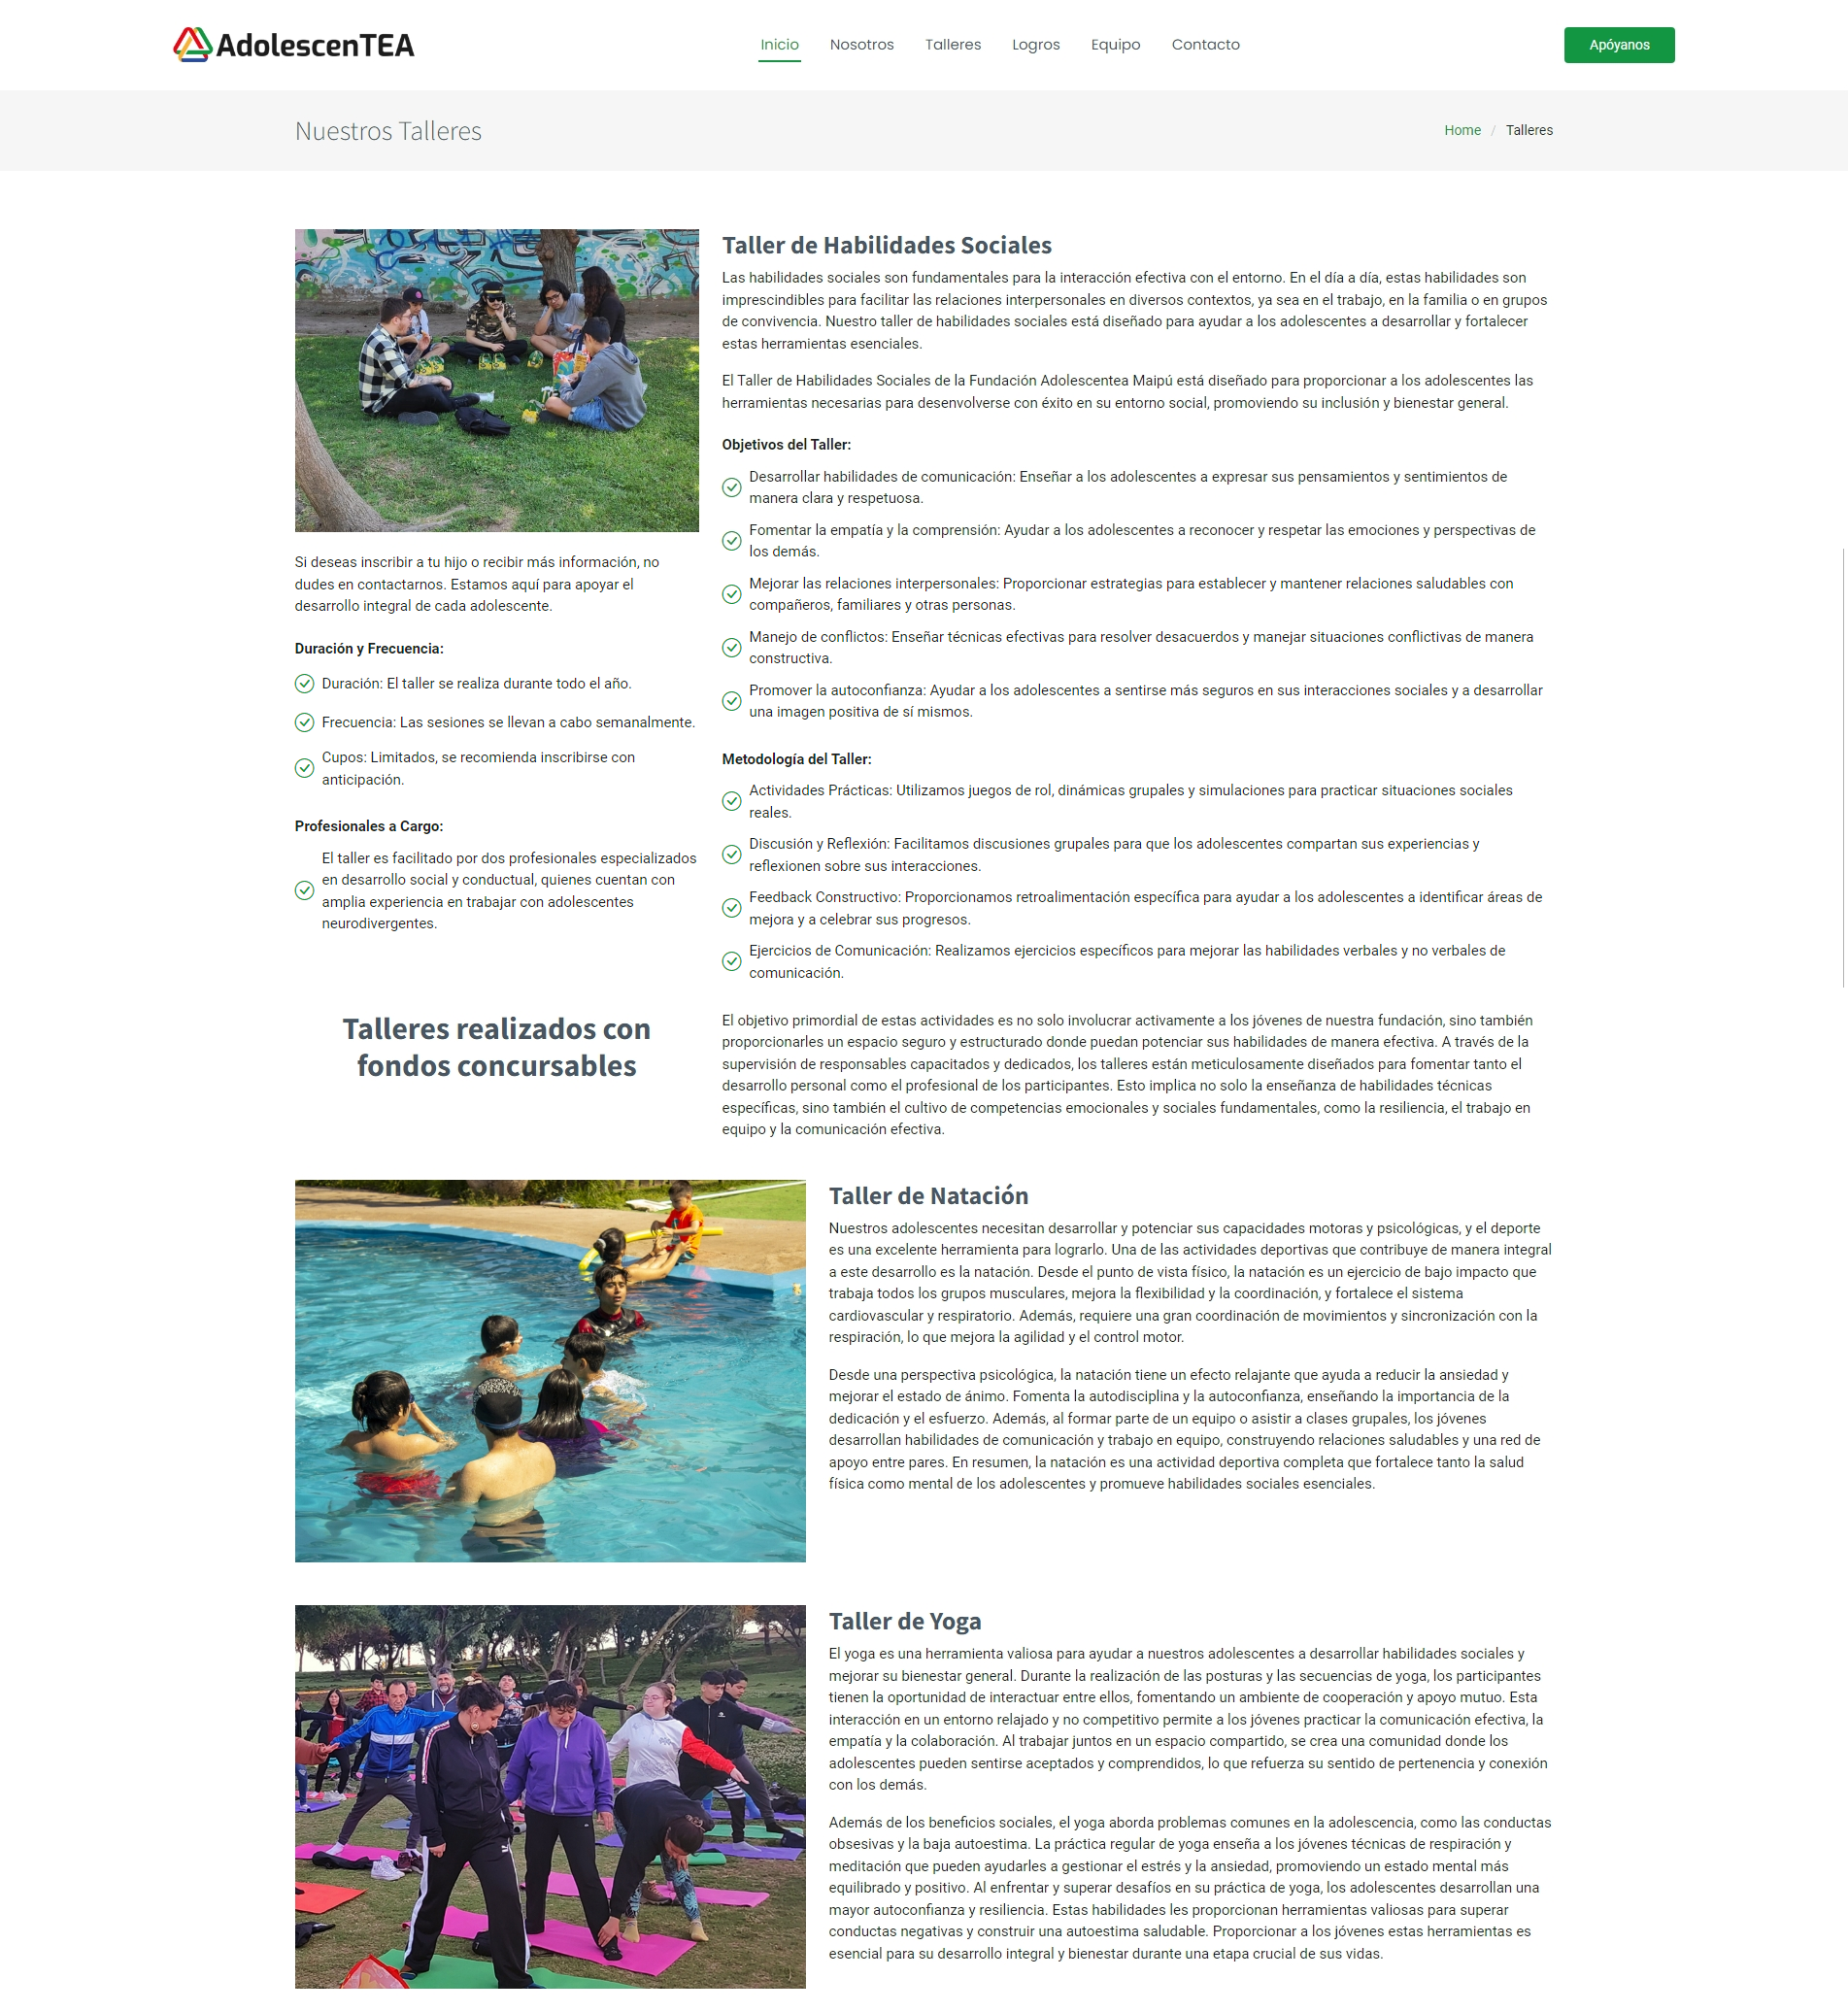 AdolescenTEA
Inicio Nosotros Talleres Logros Equipo Contacto
Apóyanos
Nuestros Talleres
Home / Talleres
Si deseas inscribir a tu hijo o recibir más información, no
dudes en contactarnos. Estamos aquí para apoyar el
desarrollo integral de cada adolescente.
Duración y Frecuencia:
Duración: El taller se realiza durante todo el año.
Frecuencia: Las sesiones se llevan a cabo semanalmente.
Cupos: Limitados, se recomienda inscribirse con
anticipación.
Profesionales a Cargo:
El taller es facilitado por dos profesionales especializados
en desarrollo social y conductual, quienes cuentan con
amplia experiencia en trabajar con adolescentes
neurodivergentes.
Taller de Habilidades Sociales
Las habilidades sociales son fundamentales para la interacción efectiva con el entorno. En el día a día, estas habilidades son
imprescindibles para facilitar las relaciones interpersonales en diversos contextos, ya sea en el trabajo, en la familia o en grupos
de convivencia. Nuestro taller de habilidades sociales está diseñado para ayudar a los adolescentes a desarrollar y fortalecer
estas herramientas esenciales.
El Taller de Habilidades Sociales de la Fundación Adolescentea Maipú está diseñado para proporcionar a los adolescentes las
herramientas necesarias para desenvolverse con éxito en su entorno social, promoviendo su inclusión y bienestar general.
Objetivos del Taller:
Desarrollar habilidades de comunicación: Enseñar a los adolescentes a expresar sus pensamientos y sentimientos de
manera clara y respetuosa.
Fomentar la empatía y la comprensión: Ayudar a los adolescentes a reconocer y respetar las emociones y perspectivas de
los demás.
Mejorar las relaciones interpersonales: Proporcionar estrategias para establecer y mantener relaciones saludables con
compañeros, familiares y otras personas.
Manejo de conflictos: Enseñar técnicas efectivas para resolver desacuerdos y manejar situaciones conflictivas de manera
constructiva.
Promover la autoconfianza: Ayudar a los adolescentes a sentirse más seguros en sus interacciones sociales y a desarrollar
una imagen positiva de sí mismos.
Metodología del Taller:
Actividades Prácticas: Utilizamos juegos de rol, dinámicas grupales y simulaciones para practicar situaciones sociales
reales.
Discusión y Reflexión: Facilitamos discusiones grupales para que los adolescentes compartan sus experiencias y
reflexionen sobre sus interacciones.
Feedback Constructivo: Proporcionamos retroalimentación específica para ayudar a los adolescentes a identificar áreas de
mejora y a celebrar sus progresos.
Ejercicios de Comunicación: Realizamos ejercicios específicos para mejorar las habilidades verbales y no verbales de
comunicación.
Talleres realizados con
fondos concursables
El objetivo primordial de estas actividades es no solo involucrar activamente a los jóvenes de nuestra fundación, sino también
proporcionarles un espacio seguro y estructurado donde puedan potenciar sus habilidades de manera efectiva. A través de la
supervisión de responsables capacitados y dedicados, los talleres están meticulosamente diseñados para fomentar tanto el
desarrollo personal como el profesional de los participantes. Esto implica no solo la enseñanza de habilidades técnicas
específicas, sino también el cultivo de competencias emocionales y sociales fundamentales, como la resiliencia, el trabajo en
equipo y la comunicación efectiva.
Taller de Natación
Nuestros adolescentes necesitan desarrollar y potenciar sus capacidades motoras y psicológicas, y el deporte
es una excelente herramienta para lograrlo. Una de las actividades deportivas que contribuye de manera integral
a este desarrollo es la natación. Desde el punto de vista físico, la natación es un ejercicio de bajo impacto que
trabaja todos los grupos musculares, mejora la flexibilidad y la coordinación, y fortalece el sistema
cardiovascular y respiratorio. Además, requiere una gran coordinación de movimientos y sincronización con la
respiración, lo que mejora la agilidad y el control motor.
Desde una perspectiva psicológica, la natación tiene un efecto relajante que ayuda a reducir la ansiedad y
mejorar el estado de ánimo. Fomenta la autodisciplina y la autoconfianza, enseñando la importancia de la
dedicación y el esfuerzo. Además, al formar parte de un equipo o asistir a clases grupales, los jóvenes
desarrollan habilidades de comunicación y trabajo en equipo, construyendo relaciones saludables y una red de
apoyo entre pares. En resumen, la natación es una actividad deportiva completa que fortalece tanto la salud
física como mental de los adolescentes y promueve habilidades sociales esenciales.
Taller de Yoga
El yoga es una herramienta valiosa para ayudar a nuestros adolescentes a desarrollar habilidades sociales y
mejorar su bienestar general. Durante la realización de las posturas y las secuencias de yoga, los participantes
tienen la oportunidad de interactuar entre ellos, fomentando un ambiente de cooperación y apoyo mutuo. Esta
interacción en un entorno relajado y no competitivo permite a los jóvenes practicar la comunicación efectiva, la
empatía y la colaboración. Al trabajar juntos en un espacio compartido, se crea una comunidad donde los
adolescentes pueden sentirse aceptados y comprendidos, lo que refuerza su sentido de pertenencia y conexión
con los demás.
Además de los beneficios sociales, el yoga aborda problemas comunes en la adolescencia, como las conductas
obsesivas y la baja autoestima. La práctica regular de yoga enseña a los jóvenes técnicas de respiración y
meditación que pueden ayudarles a gestionar el estrés y la ansiedad, promoviendo un estado mental más
equilibrado y positivo. Al enfrentar y superar desafíos en su práctica de yoga, los adolescentes desarrollan una
mayor autoconfianza y resiliencia. Estas habilidades les proporcionan herramientas valiosas para superar
conductas negativas y construir una autoestima saludable. Proporcionar a los jóvenes estas herramientas es
esencial para su desarrollo integral y bienestar durante una etapa crucial de sus vidas.